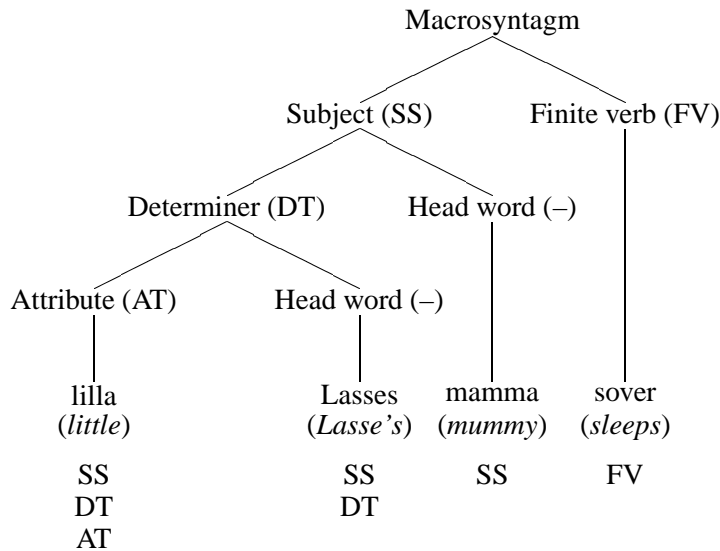 Macrosyntagm
Subject (SS) Finite verb (FV)
Determiner (DT) Head word (–)
Attribute (AT) Head word (–)
lilla Lasses mamma sover
(little) (Lasse's) (mummy) (sleeps)
SS SS SS FV
DT DT
AT